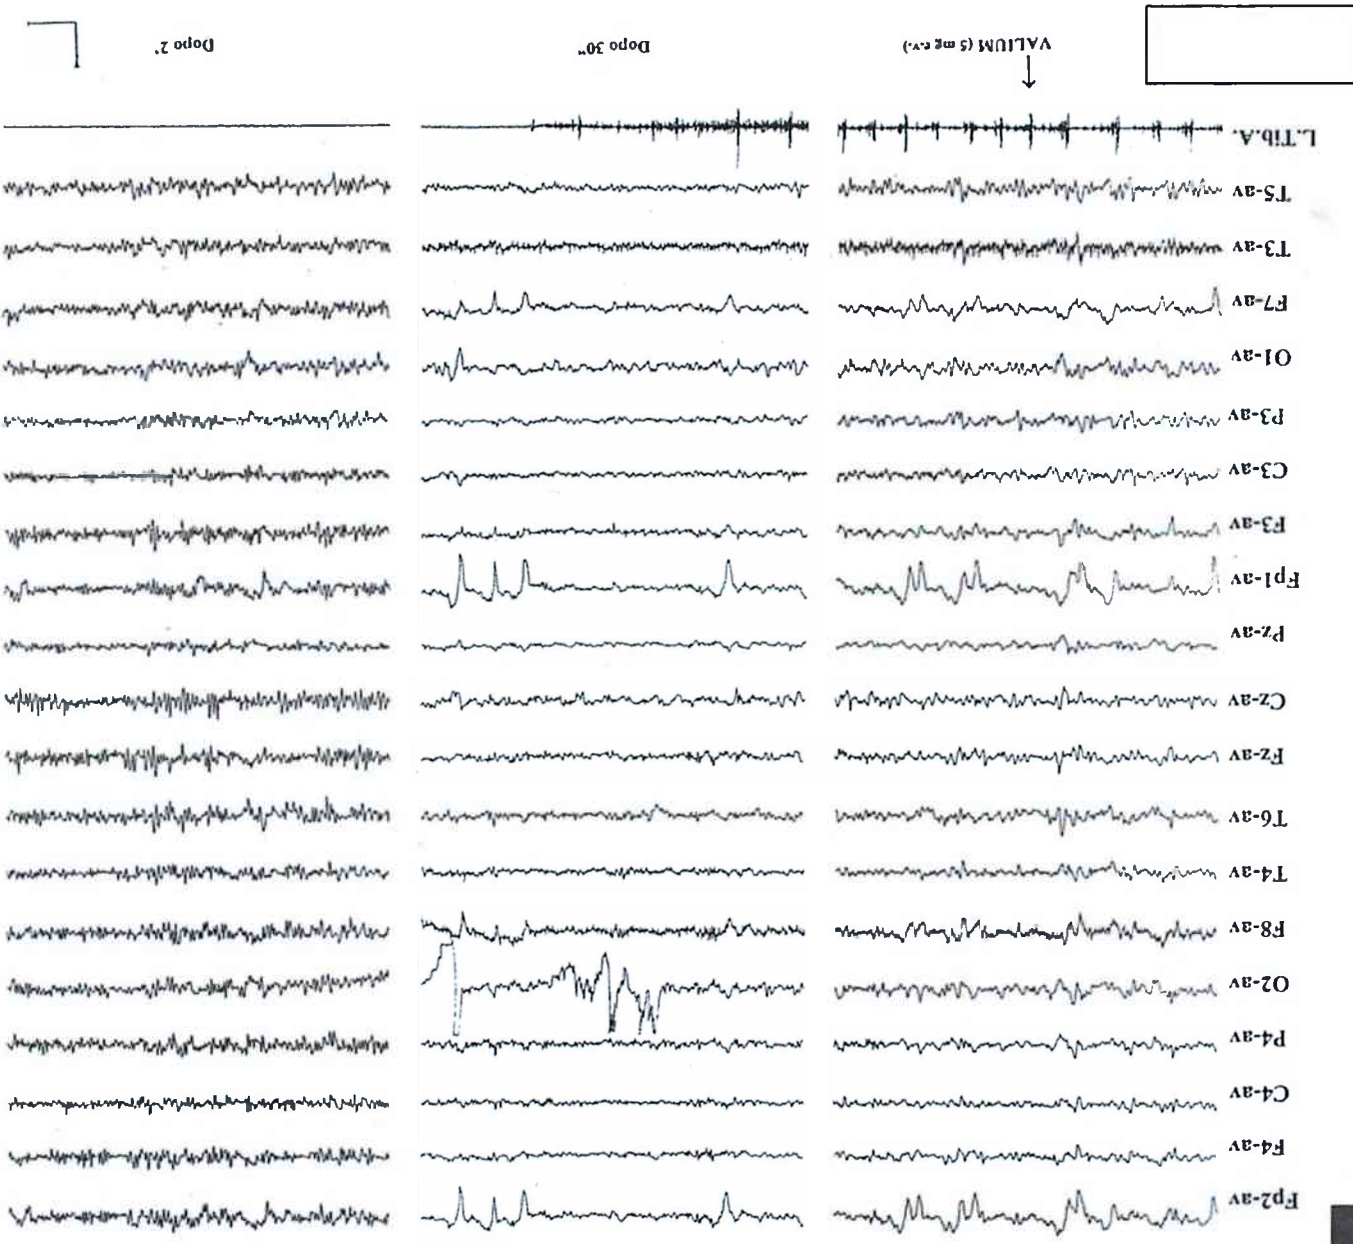 Fp2-av
F4-av
C4-av
P4-av
O2-av
F8-av
T4-av
T6-av
Fz-av
Cz-av
Pz-av
Fp1-av
F3-av
C3-av
P3-av
O1-av
F7-av
T3-av
T5-av
L.Tib.A.
VALIUM (5 mg e.v.)
Dopo 30"
Dopo 2'